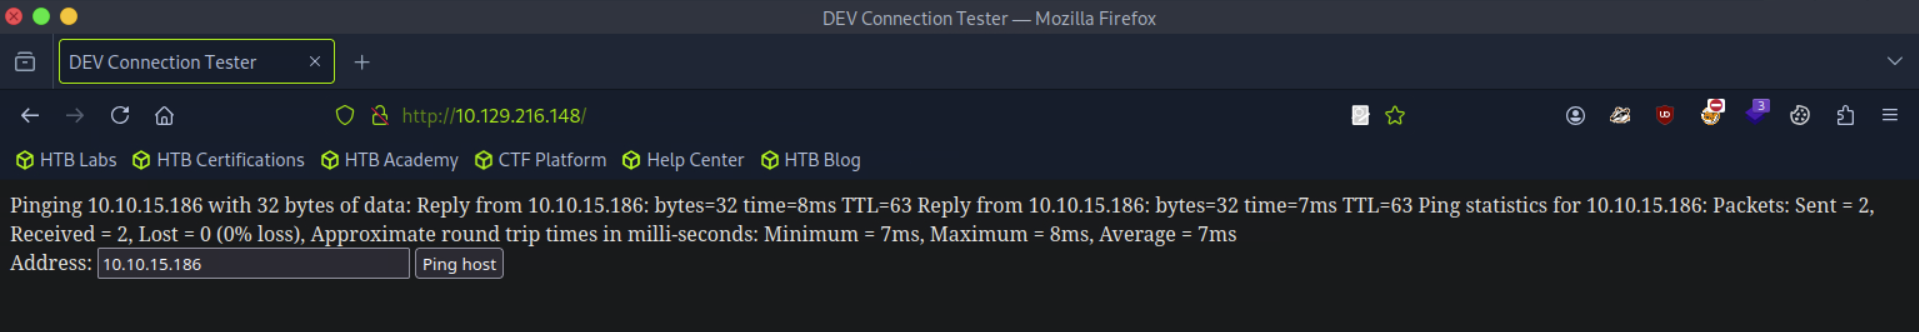 DEV Connection Tester — Mozilla Firefox
DEV Connection Tester
http://10.129.216.148/
UD
3
HTB Labs HTB Certifications HTB Academy CTF Platform Help Center HTB Blog
Pinging 10.10.15.186 with 32 bytes of data: Reply from 10.10.15.186: bytes=32 time=8ms TTL=63 Reply from 10.10.15.186: bytes=32 time=7ms TTL=63 Ping statistics for 10.10.15.186: Packets: Sent = 2,
Received = 2, Lost = 0 (0% loss), Approximate round trip times in milli-seconds: Minimum = 7ms, Maximum = 8ms, Average = 7ms
Address: 10.10.15.186 Ping host